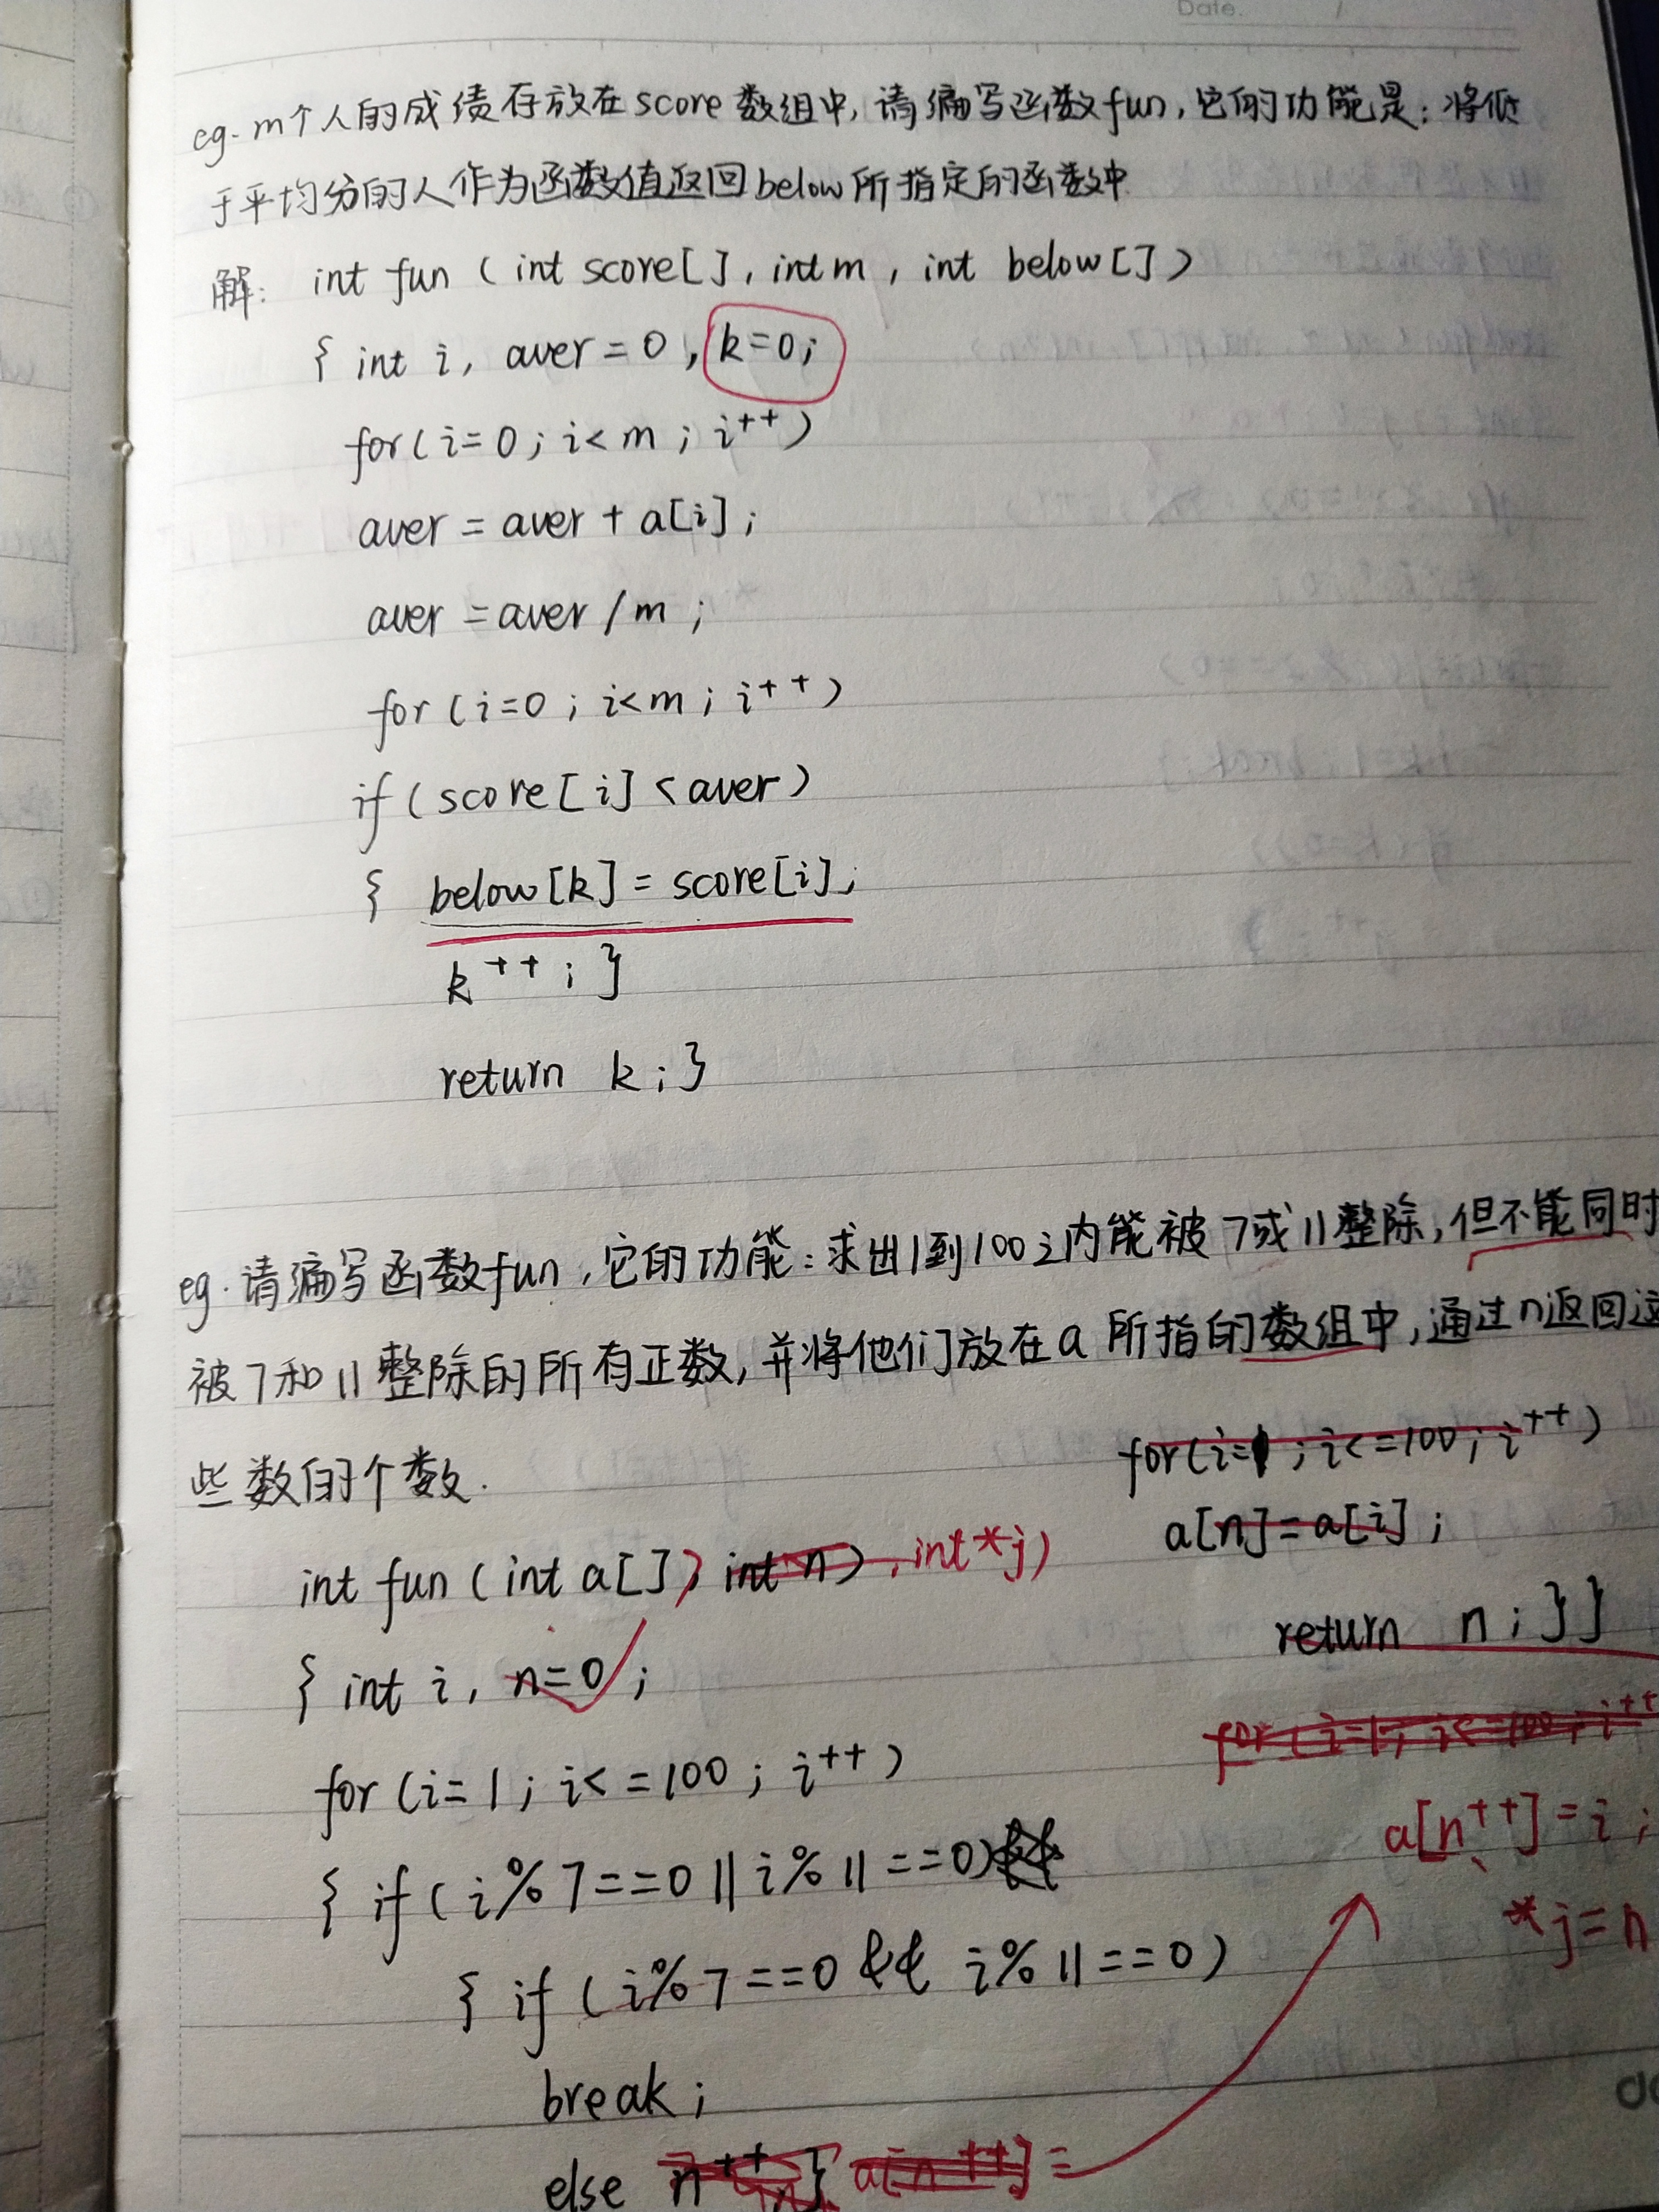 Date. /
eg. m个人的成绩存放在score数组中,请编写函数fun,它的功能是:将低
于平均分的人作为函数值返回below所指定的函数中
解: int fun ( int score[], int m, int below[] )
{ int i, aver = 0, k=0;
for(i=0; i<m; i++)
aver = aver + a[i];
aver = aver / m;
for (i=0; i<m; i++)
if (score[i] < aver)
{ below[k] = score[i];
k++; }
return k; }
eg. 请编写函数fun,它的功能:求出1到100之内能被7或11整除,但不能同时
被7和11整除的所有正数,并将他们放在a所指的数组中,通过n返回这
些数的个数.
int fun (int a[]) int n), int*j)
{ int i, n=0;
for (i=1; i<=100; i++)
{ if ( i%7==0 || i%11==0)
{ if ( i%7==0 && i%11==0)
break;
else n++ } a[n++]=
for(i=1; i<=100; i++)
a[n]=a[i];
return n; } }
for (i=1; i<=100; i++
a[n++]=i;
*j=n